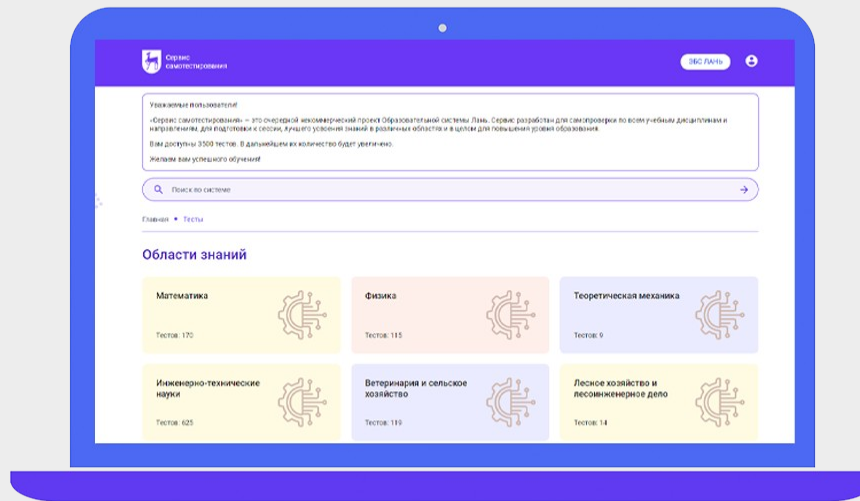 Сервис
самотестирования
ЭБС ЛАНЬ
Уважаемые пользователи!
«Сервис самотестирования» – это очередной некоммерческий проект Образовательной системы Лань. Сервис разработан для самопроверки по всем учебным дисциплинам и
направлениям, для подготовки к сессии, лучшего усвоения знаний в различных областях и в целом для повышения уровня образования.
Вам доступны 3500 тестов. В дальнейшем их количество будет увеличено.
Желаем вам успешного обучения!
Поиск по системе
Главная • Тесты
Области знаний
Математика
Тестов: 170
Физика
Тестов: 115
Теоретическая механика
Тестов: 9
Инженерно-технические
науки
Тестов: 625
Ветеринария и сельское
хозяйство
Тестов: 119
Лесное хозяйство и
лесоинженерное дело
Тестов: 14